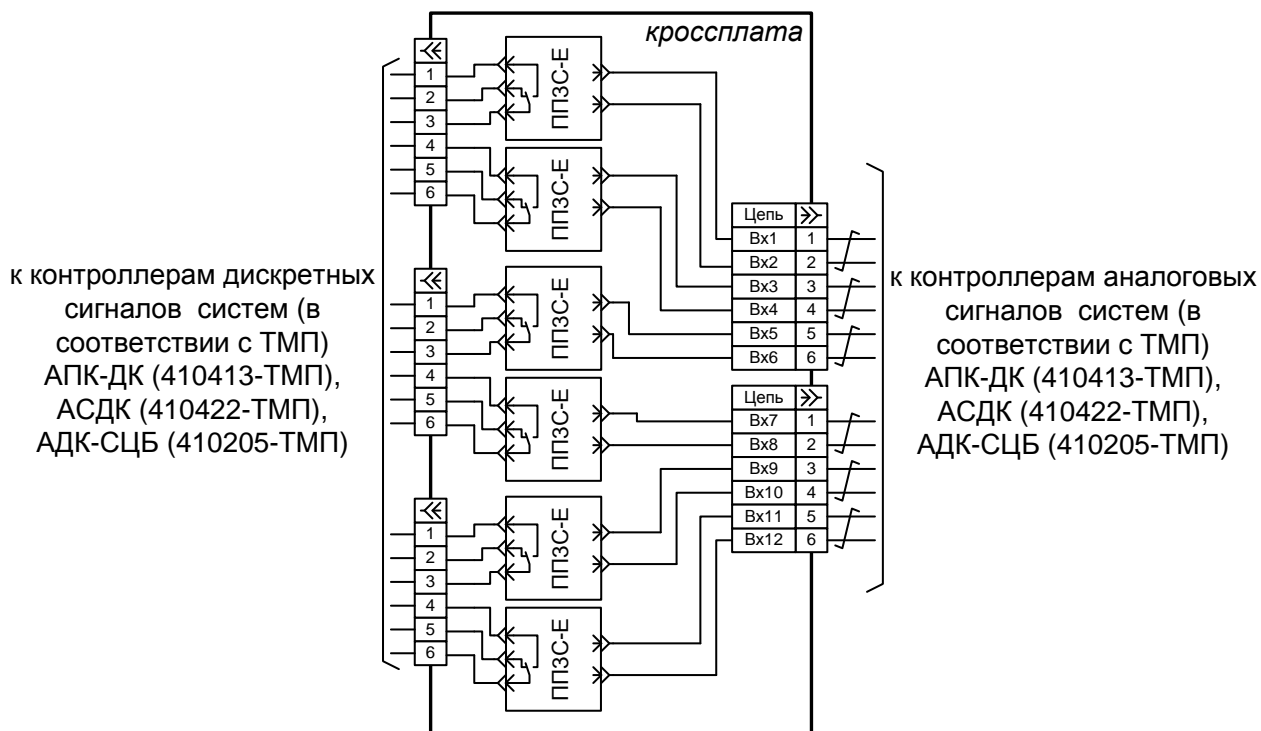 кроссплата
1
2
3
4
5
6
ППЗС-Е
ППЗС-Е
к контроллерам дискретных
сигналов систем (в
соответствии с ТМП)
АПК-ДК (410413-ТМП),
АСДК (410422-ТМП),
АДК-СЦБ (410205-ТМП)
1
2
3
4
5
6
ППЗС-Е
ППЗС-Е
1
2
3
4
5
6
ППЗС-Е
ППЗС-Е
Цепь
Вх1 1
Вх2 2
Вх3 3
Вх4 4
Вх5 5
Вх6 6
Цепь
Вх7 1
Вх8 2
Вх9 3
Вх10 4
Вх11 5
Вх12 6
к контроллерам аналоговых
сигналов систем (в
соответствии с ТМП)
АПК-ДК (410413-ТМП),
АСДК (410422-ТМП),
АДК-СЦБ (410205-ТМП)